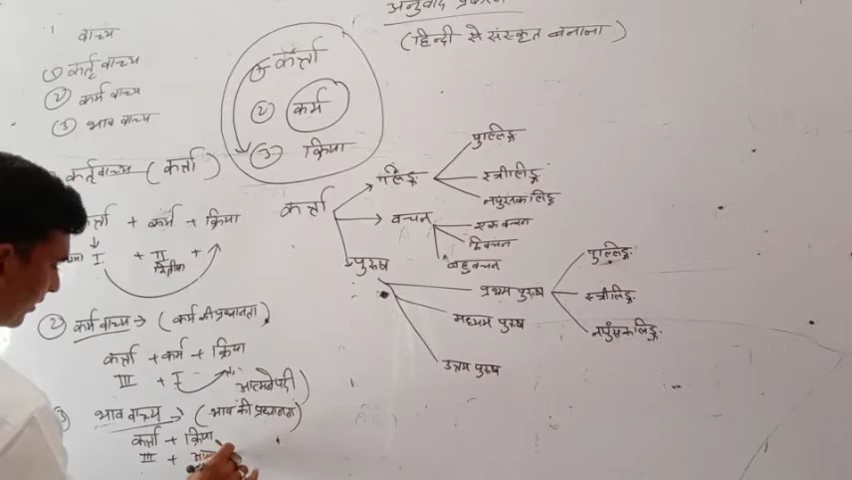 अनुवाद प्रकरण
(हिन्दी से संस्कृत बनाना)
वाच्य
① कर्तृ वाच्य
② कर्म वाच्य
③ भाव वाच्य
① कर्त्ता
② कर्म
③ क्रिया
कर्तृवाच्य (कर्त्ता)
कर्त्ता + कर्म + क्रिया
I + II +
द्वितीया
② कर्म वाच्य → (कर्म की प्रधानता)
कर्त्ता + कर्म + क्रिया
III + I
आत्मनेपदी)
③ भाव वाच्य → (भाव की प्रधानता)
कर्त्ता + क्रिया
III +
कर्त्ता
लिङ्ग
पुल्लिङ्ग
स्त्रीलिङ्ग
नपुंसकलिङ्ग
वचन
एकवचन
द्विवचन
बहुवचन
पुरुष
प्रथम पुरुष
मध्यम पुरुष
उत्तम पुरुष
पुल्लिङ्ग
स्त्रीलिङ्ग
नपुंसकलिङ्ग